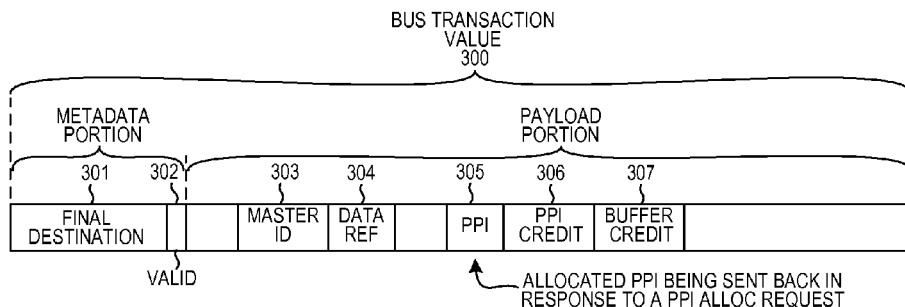 BUS TRANSACTION
VALUE
300
METADATA
PORTION
PAYLOAD
PORTION
301 302 303 304 305 306 307
FINAL
DESTINATION
MASTER
ID
DATA
REF
PPI
PPI
CREDIT
BUFFER
CREDIT
VALID
ALLOCATED PPI BEING SENT BACK IN
RESPONSE TO A PPI ALLOC REQUEST